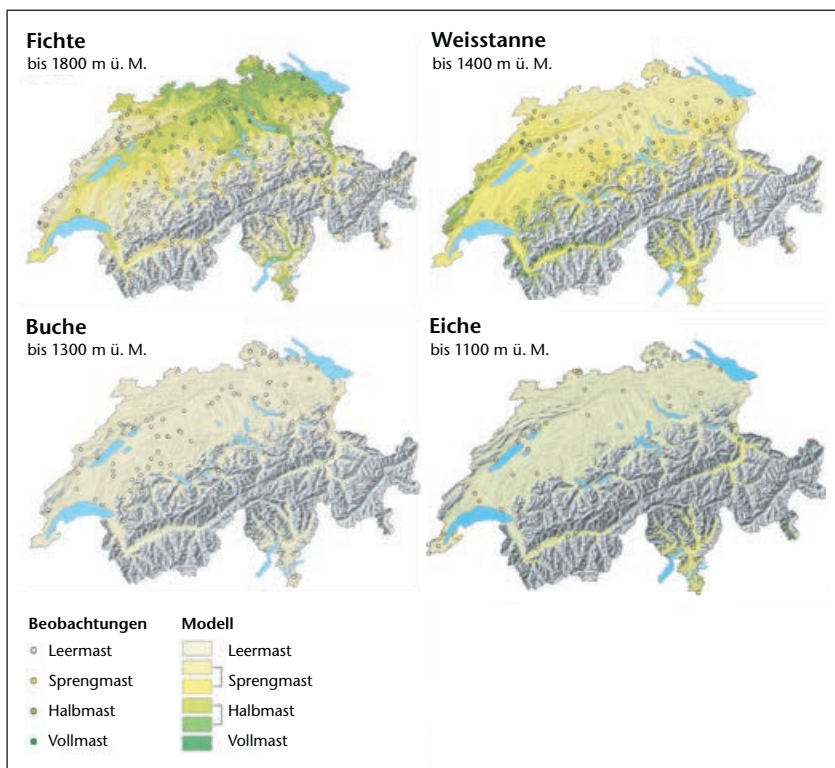 Fichte
bis 1800 m ü. M.
Weisstanne
bis 1400 m ü. M.
Buche
bis 1300 m ü. M.
Eiche
bis 1100 m ü. M.
Beobachtungen
Leermast
Sprengmast
Halbmast
Vollmast
Modell
Leermast
Sprengmast
Halbmast
Vollmast